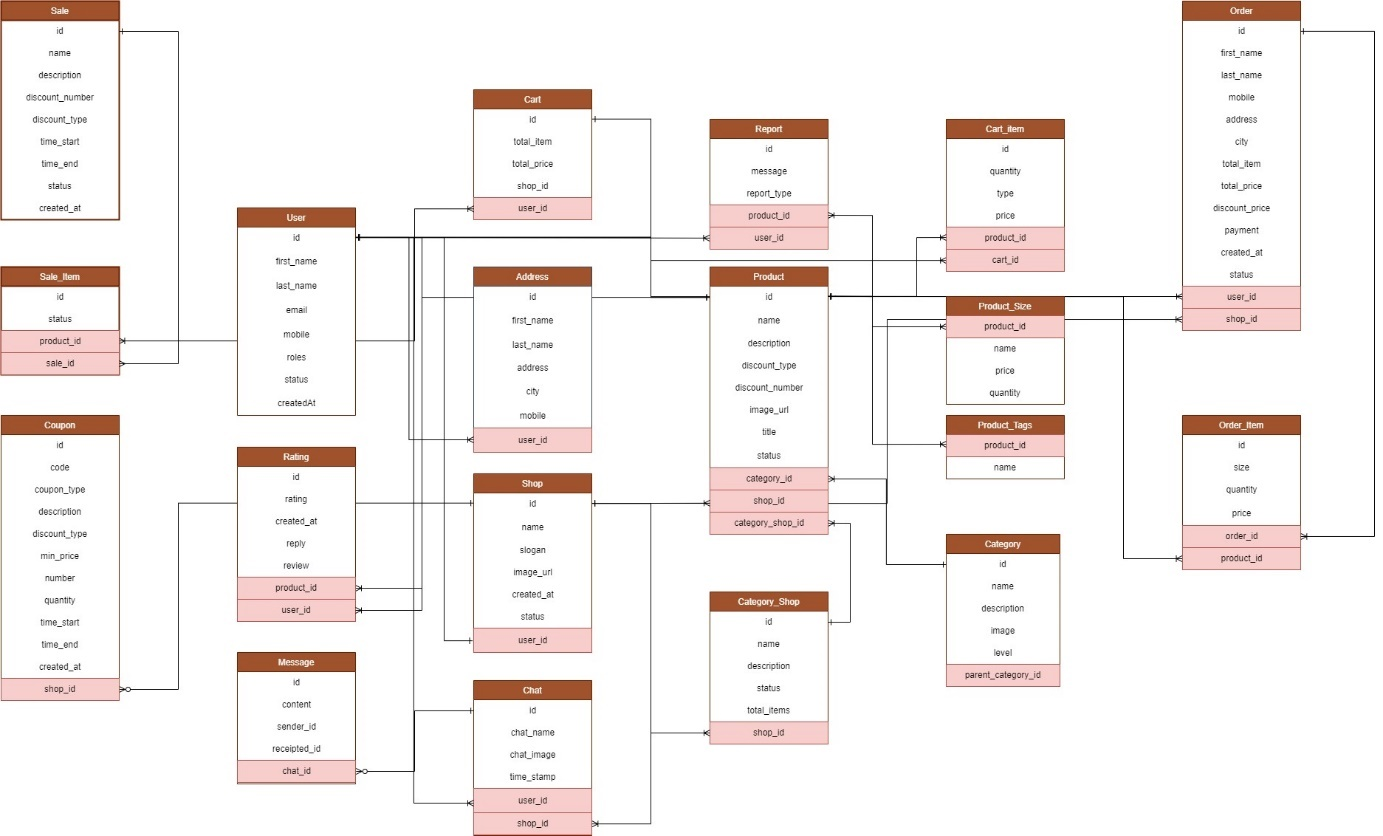 Sale
id
name
description
discount_number
discount_type
time_start
time_end
status
created_at
Sale_Item
id
status
product_id
sale_id
Coupon
id
code
coupon_type
description
discount_type
min_price
number
quantity
time_start
time_end
created_at
shop_id
User
id
first_name
last_name
email
mobile
roles
status
createdAt
Rating
id
rating
created_at
reply
review
product_id
user_id
Message
id
content
sender_id
receipted_id
chat_id
Cart
id
total_item
total_price
shop_id
user_id
Address
id
first_name
last_name
address
city
mobile
user_id
Shop
id
name
slogan
image_url
created_at
status
user_id
Chat
id
chat_name
chat_image
time_stamp
user_id
shop_id
Report
id
message
report_type
product_id
user_id
Product
id
name
description
discount_type
discount_number
image_url
title
status
category_id
shop_id
category_shop_id
Category_Shop
id
name
description
status
total_items
shop_id
Cart_item
id
quantity
type
price
product_id
cart_id
Product_Size
product_id
name
price
quantity
Product_Tags
product_id
name
Category
id
name
description
image
level
parent_category_id
Order
id
first_name
last_name
mobile
address
city
total_item
total_price
discount_price
payment
created_at
status
user_id
shop_id
Order_Item
id
size
quantity
price
order_id
product_id